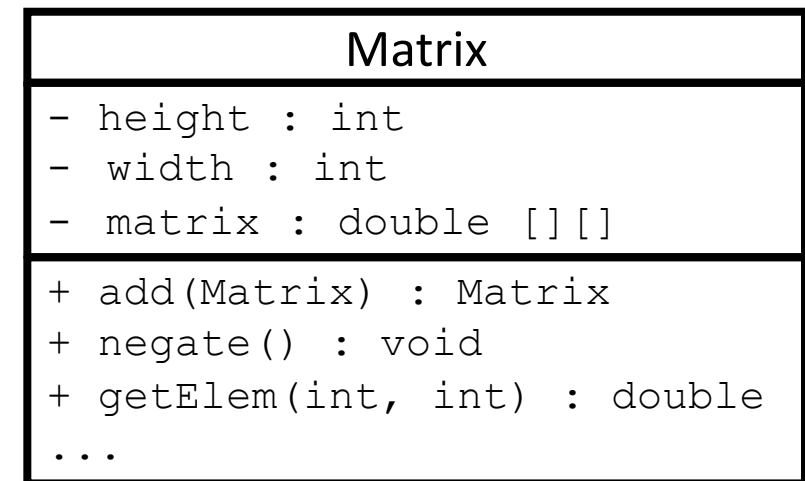 Matrix
- height : int
- width : int
- matrix : double [][]
+ add(Matrix) : Matrix
+ negate() : void
+ getElem(int, int) : double
...